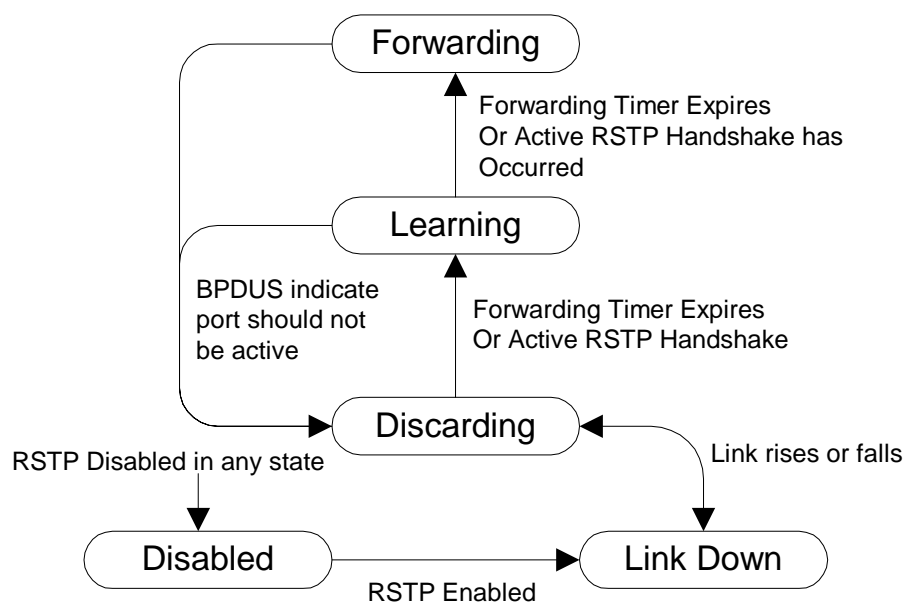 Forwarding
Forwarding Timer Expires
Or Active RSTP Handshake has
Occurred
Learning
BPDUS indicate
port should not
be active
Forwarding Timer Expires
Or Active RSTP Handshake
Discarding
RSTP Disabled in any state
Link rises or falls
Disabled
Link Down
RSTP Enabled